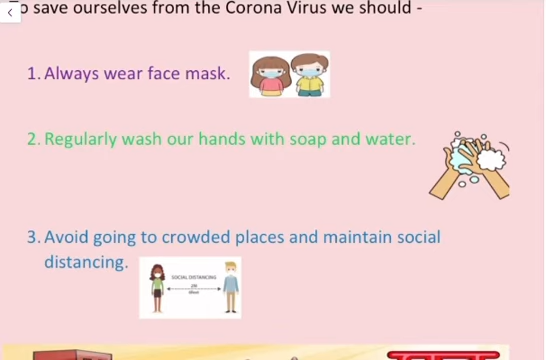 To save ourselves from the Corona Virus we should -
1. Always wear face mask.
2. Regularly wash our hands with soap and water.
3. Avoid going to crowded places and maintain social
distancing.
SOCIAL DISTANCING